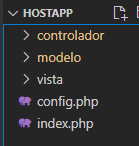 HOSTAPP
controlador
modelo
vista
config.php
index.php